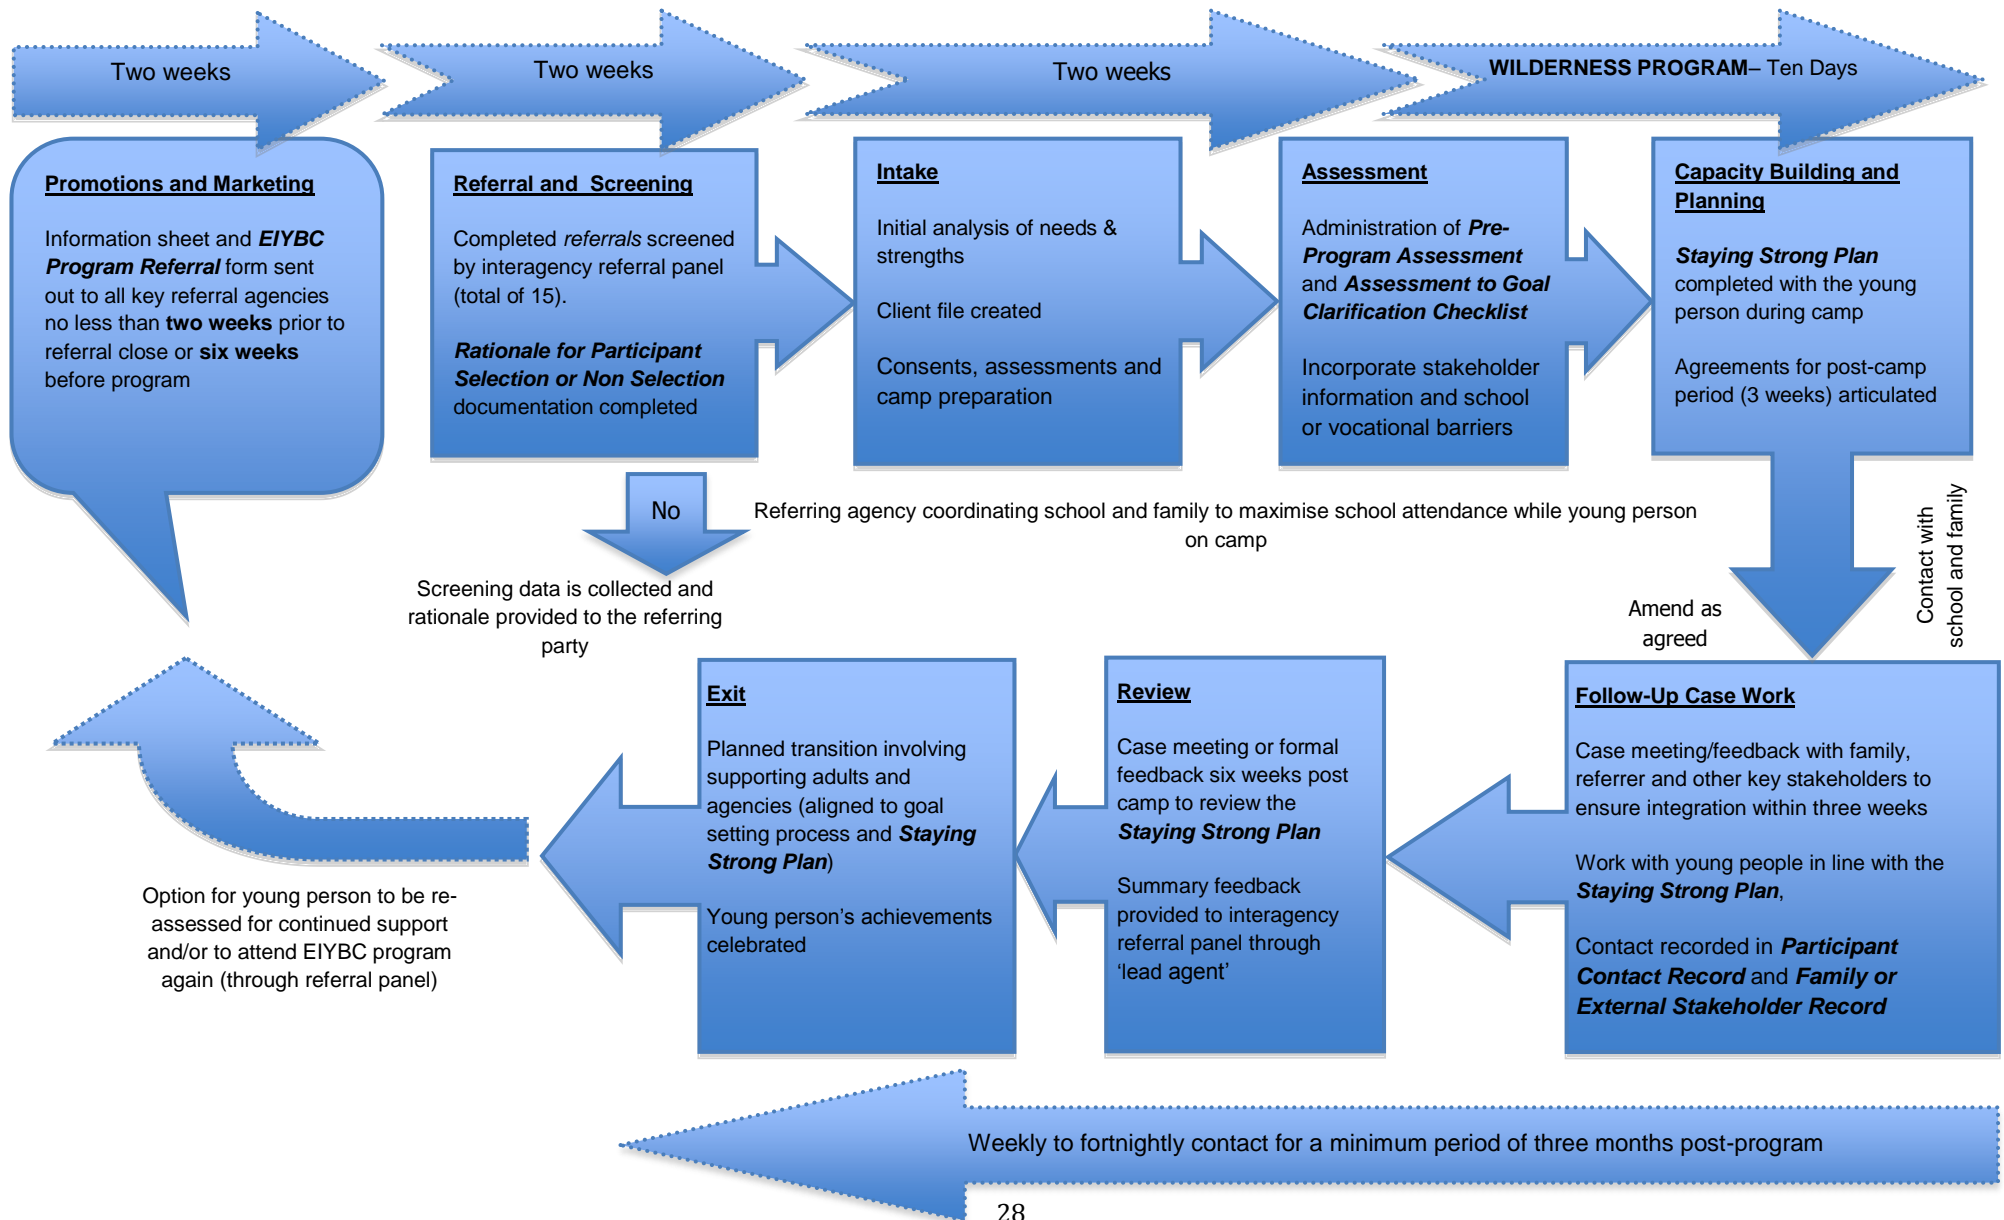 Two weeks
Two weeks
Two weeks
WILDERNESS PROGRAM– Ten Days
Promotions and Marketing
Information sheet and EIYBC
Program Referral form sent
out to all key referral agencies
no less than two weeks prior to
referral close or six weeks
before program
Referral and Screening
Completed referrals screened
by interagency referral panel
(total of 15).
Rationale for Participant
Selection or Non Selection
documentation completed
Intake
Initial analysis of needs &
strengths
Client file created
Consents, assessments and
camp preparation
Assessment
Administration of Pre-
Program Assessment
and Assessment to Goal
Clarification Checklist
Incorporate stakeholder
information and school
or vocational barriers
Capacity Building and
Planning
Staying Strong Plan
completed with the young
person during camp
Agreements for post-camp
period (3 weeks) articulated
No
Referring agency coordinating school and family to maximise school attendance while young person
on camp
Contact with
school and family
Screening data is collected and
rationale provided to the referring
party
Amend as
agreed
Exit
Planned transition involving
supporting adults and
agencies (aligned to goal
setting process and Staying
Strong Plan)
Young person’s achievements
celebrated
Review
Case meeting or formal
feedback six weeks post
camp to review the
Staying Strong Plan
Summary feedback
provided to interagency
referral panel through
‘lead agent’
Follow-Up Case Work
Case meeting/feedback with family,
referrer and other key stakeholders to
ensure integration within three weeks
Work with young people in line with the
Staying Strong Plan,
Contact recorded in Participant
Contact Record and Family or
External Stakeholder Record
Option for young person to be re-
assessed for continued support
and/or to attend EIYBC program
again (through referral panel)
Weekly to fortnightly contact for a minimum period of three months post-program
28